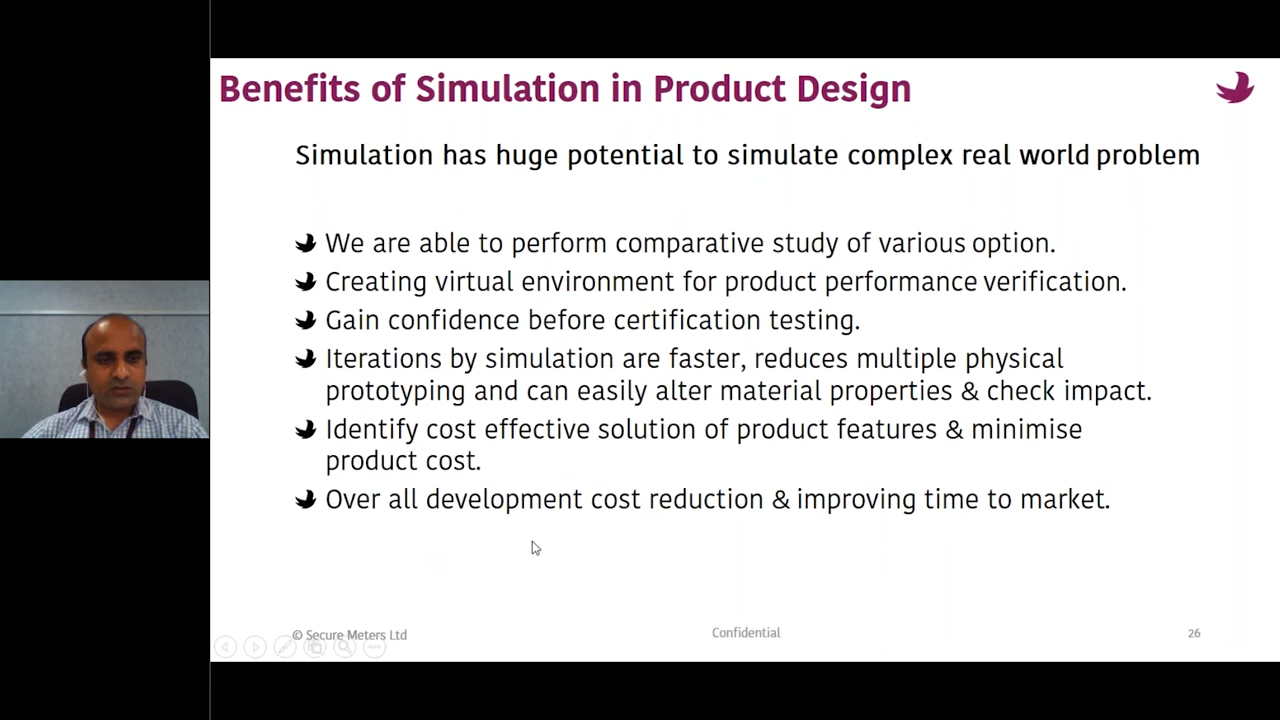 Benefits of Simulation in Product Design
Simulation has huge potential to simulate complex real world problem
We are able to perform comparative study of various option.
Creating virtual environment for product performance verification.
Gain confidence before certification testing.
Iterations by simulation are faster, reduces multiple physical
prototyping and can easily alter material properties & check impact.
Identify cost effective solution of product features & minimise
product cost.
Over all development cost reduction & improving time to market.
© Secure Meters Ltd
Confidential
26